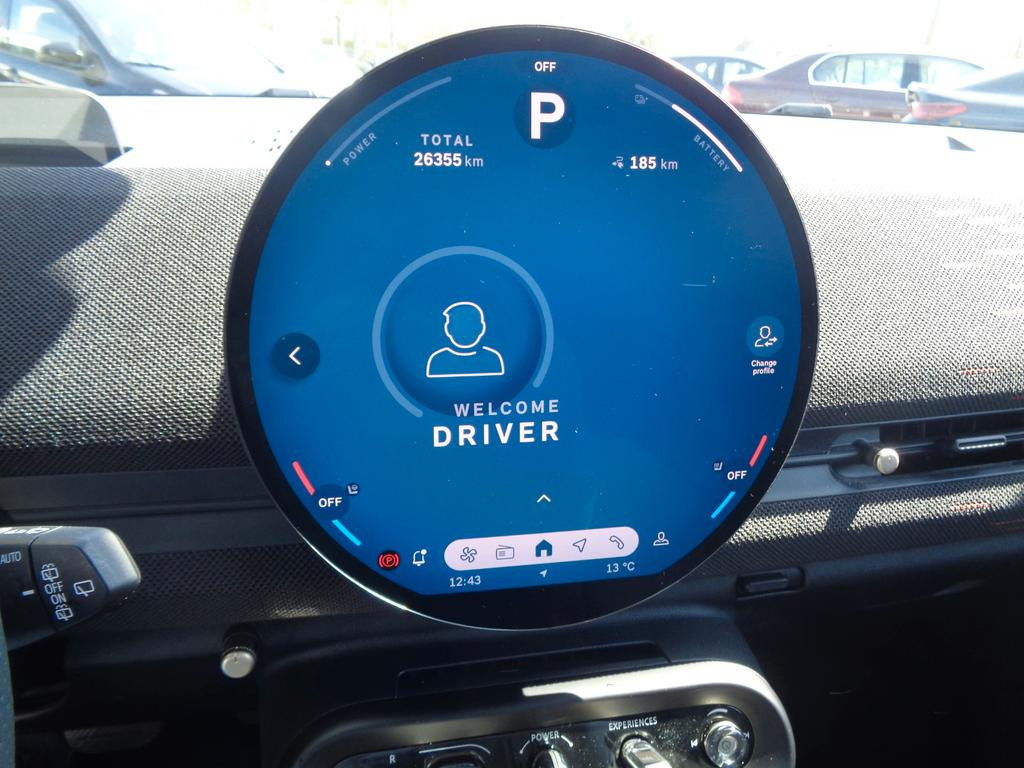 OFF
P
POWER
TOTAL
26355 km
185 km
BATTERY
WELCOME
DRIVER
Change
profile
OFF
OFF
P
12:43
13 °C
AUTO
OFF
ON
R
POWER
EXPERIENCES